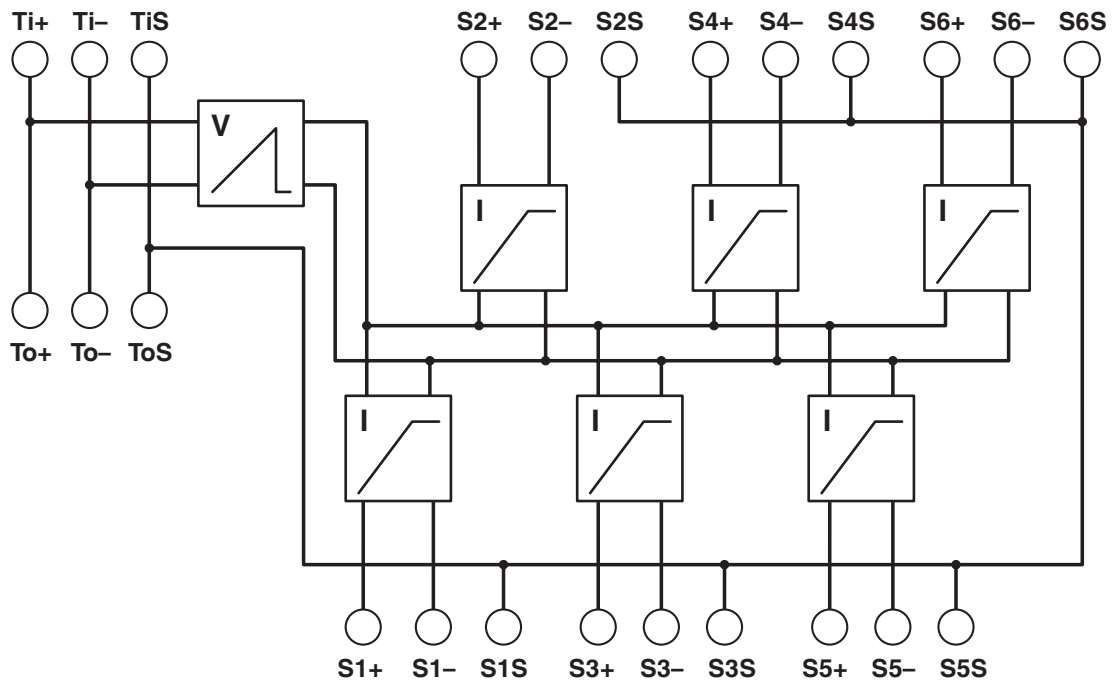 Ti+ Ti– TiS S2+ S2– S2S S4+ S4– S4S S6+ S6– S6S
V
I I I
To+ To– ToS
I I I
S1+ S1– S1S S3+ S3– S3S S5+ S5– S5S